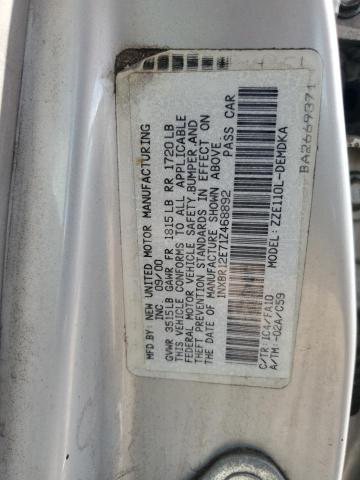 MFD BY: NEW UNITED MOTOR MANUFACTURING
INC 09/00
GVWR 3515LB GAWR FR 1815LB RR 1720LB
THIS VEHICLE CONFORMS TO ALL APPLICABLE
FEDERAL MOTOR VEHICLE SAFETY,BUMPER,AND
THEFT PREVENTION STANDARDS IN EFFECT ON
THE DATE OF MANUFACTURE SHOWN ABOVE.
1NXBR12E71Z468892 PASS CAR
MODEL: ZZE110L-DEMDKA
C/TR:1C4/FA10
A/TM:-02A/C59
BA2669371